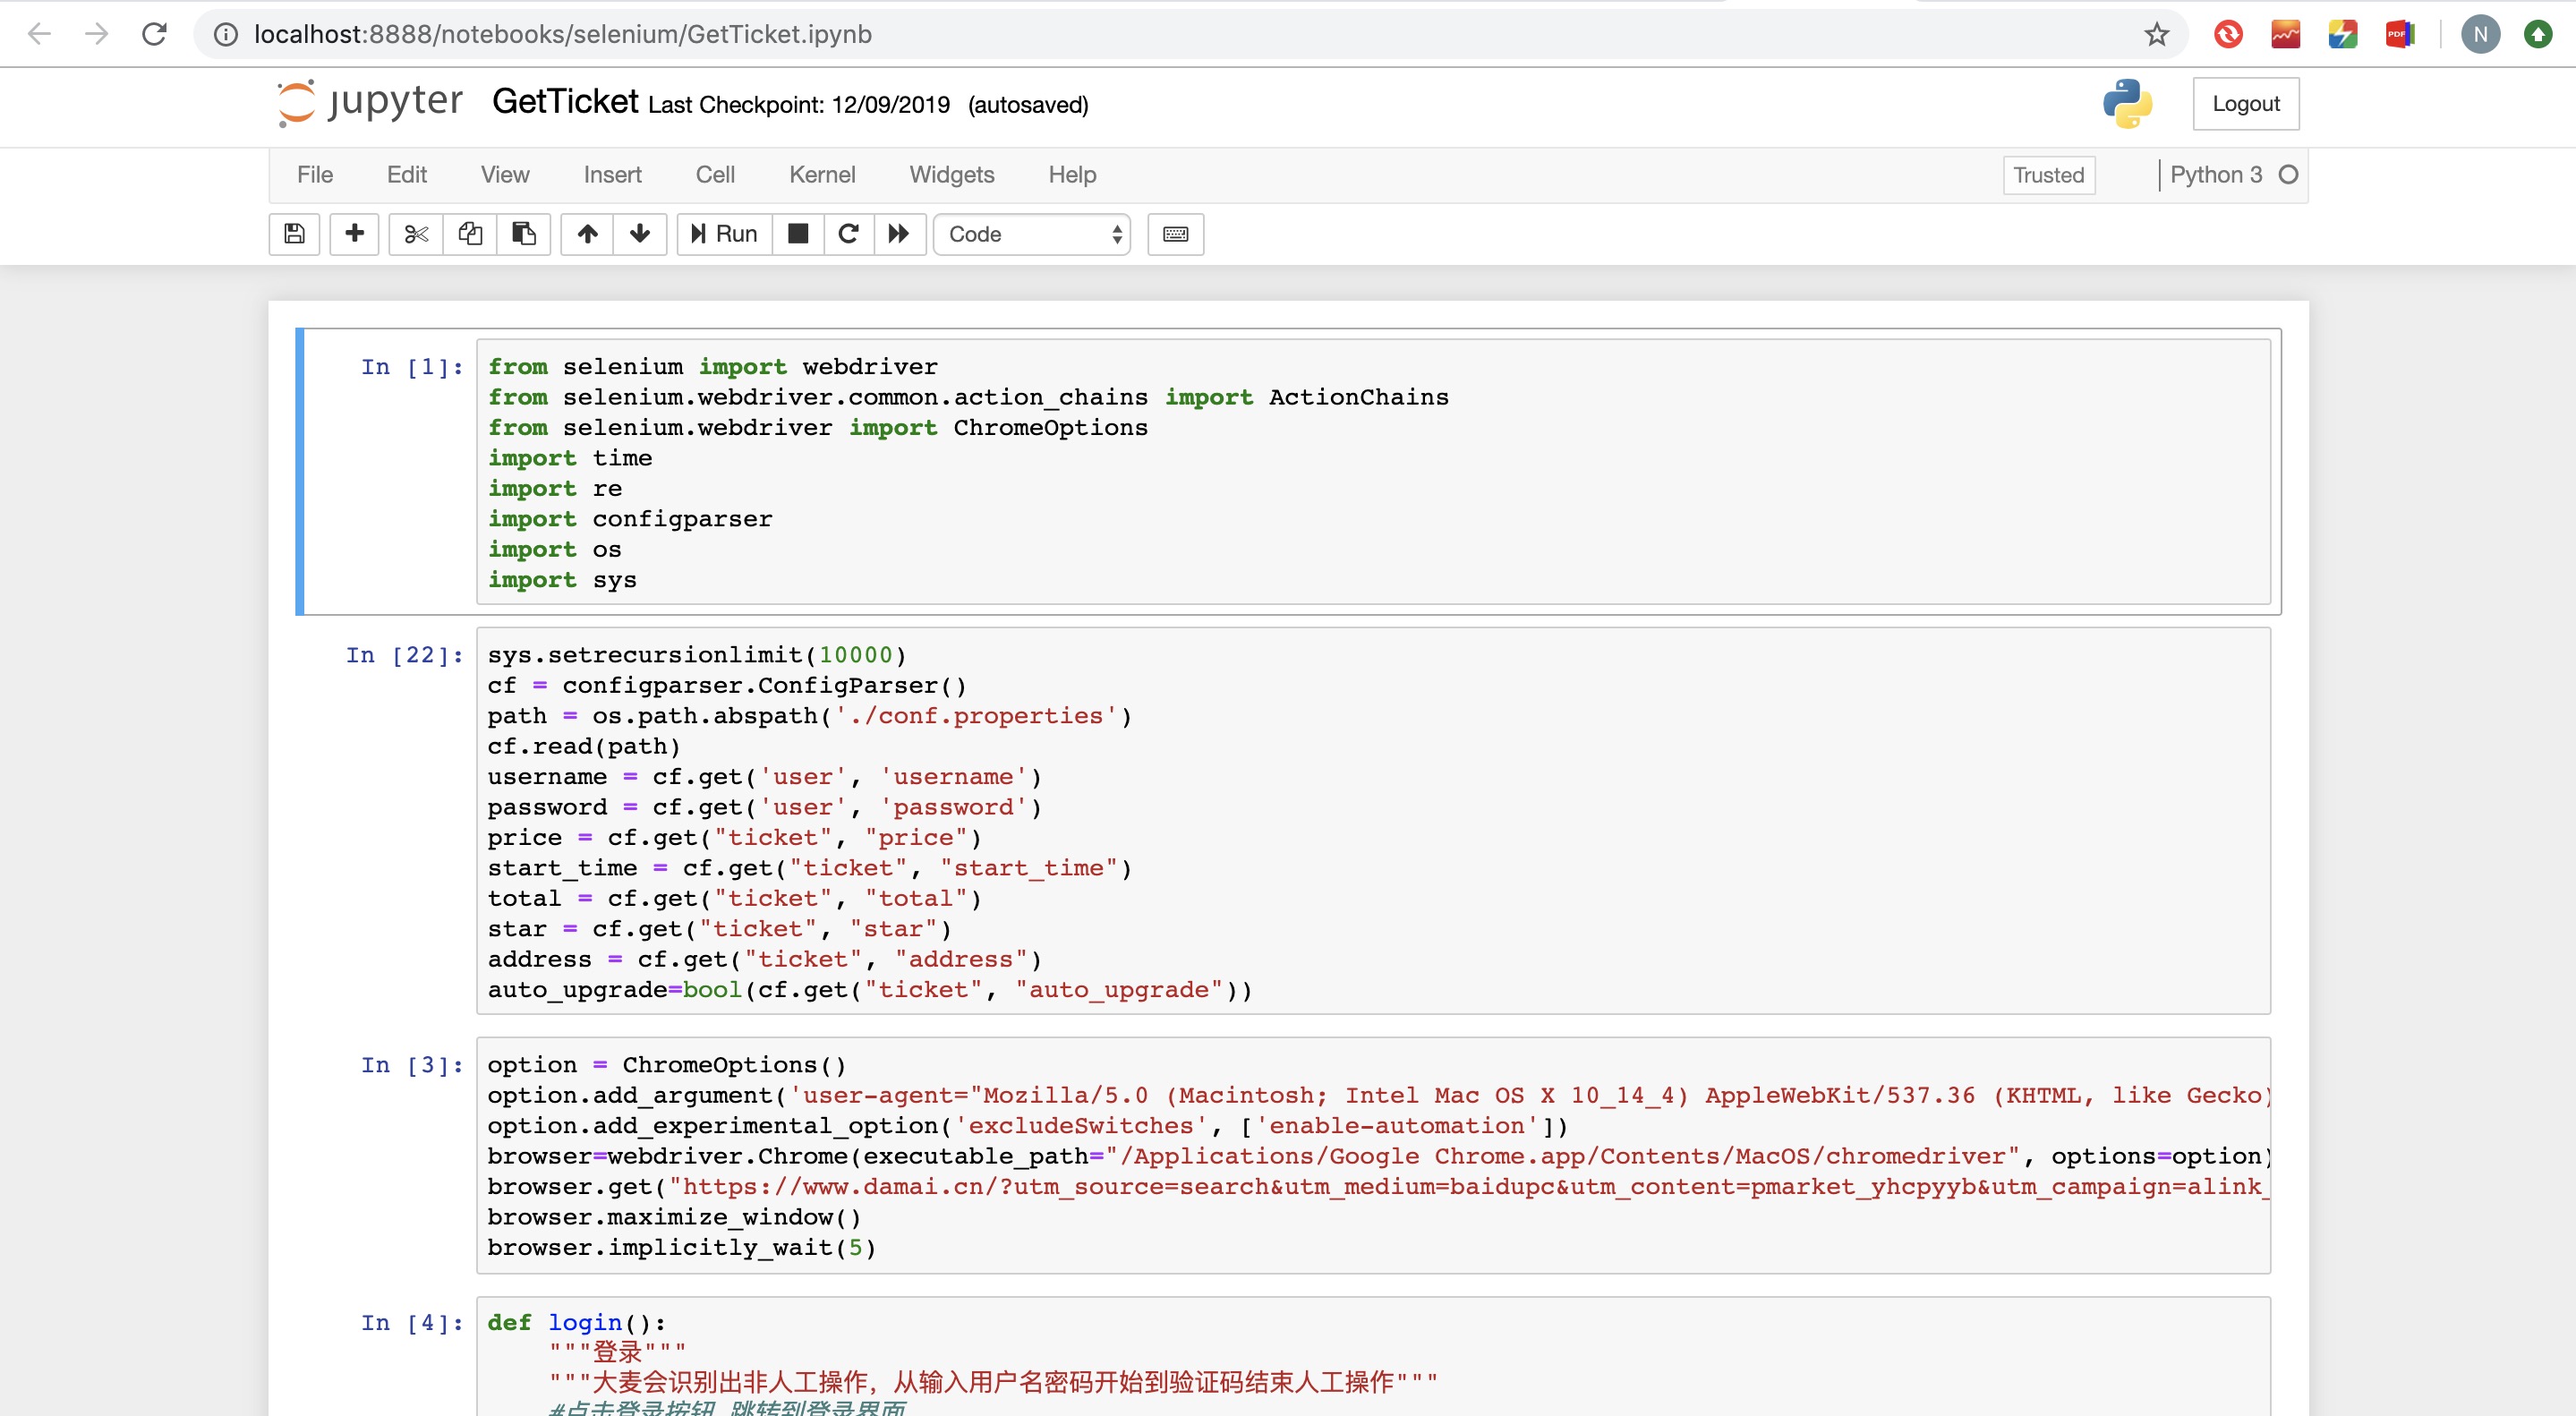 localhost:8888/notebooks/selenium/GetTicket.ipynb
PDF
N
jupyter GetTicket Last Checkpoint: 12/09/2019 (autosaved)
Logout
File Edit View Insert Cell Kernel Widgets Help
Trusted
Python 3
Run
Code
In [1]:
from selenium import webdriver
from selenium.webdriver.common.action_chains import ActionChains
from selenium.webdriver import ChromeOptions
import time
import re
import configparser
import os
import sys
In [22]:
sys.setrecursionlimit(10000)
cf = configparser.ConfigParser()
path = os.path.abspath('./conf.properties')
cf.read(path)
username = cf.get('user', 'username')
password = cf.get('user', 'password')
price = cf.get("ticket", "price")
start_time = cf.get("ticket", "start_time")
total = cf.get("ticket", "total")
star = cf.get("ticket", "star")
address = cf.get("ticket", "address")
auto_upgrade=bool(cf.get("ticket", "auto_upgrade"))
In [3]:
option = ChromeOptions()
option.add_argument('user-agent="Mozilla/5.0 (Macintosh; Intel Mac OS X 10_14_4) AppleWebKit/537.36 (KHTML, like Gecko)
option.add_experimental_option('excludeSwitches', ['enable-automation'])
browser=webdriver.Chrome(executable_path="/Applications/Google Chrome.app/Contents/MacOS/chromedriver", options=option)
browser.get("https://www.damai.cn/?utm_source=search&utm_medium=baidupc&utm_content=pmarket_yhcpyyb&utm_campaign=alink_
browser.maximize_window()
browser.implicitly_wait(5)
In [4]:
def login():
"""登录"""
"""大麦会识别出非人工操作，从输入用户名密码开始到验证码结束人工操作"""
#点击登录按钮 跳转到登录界面